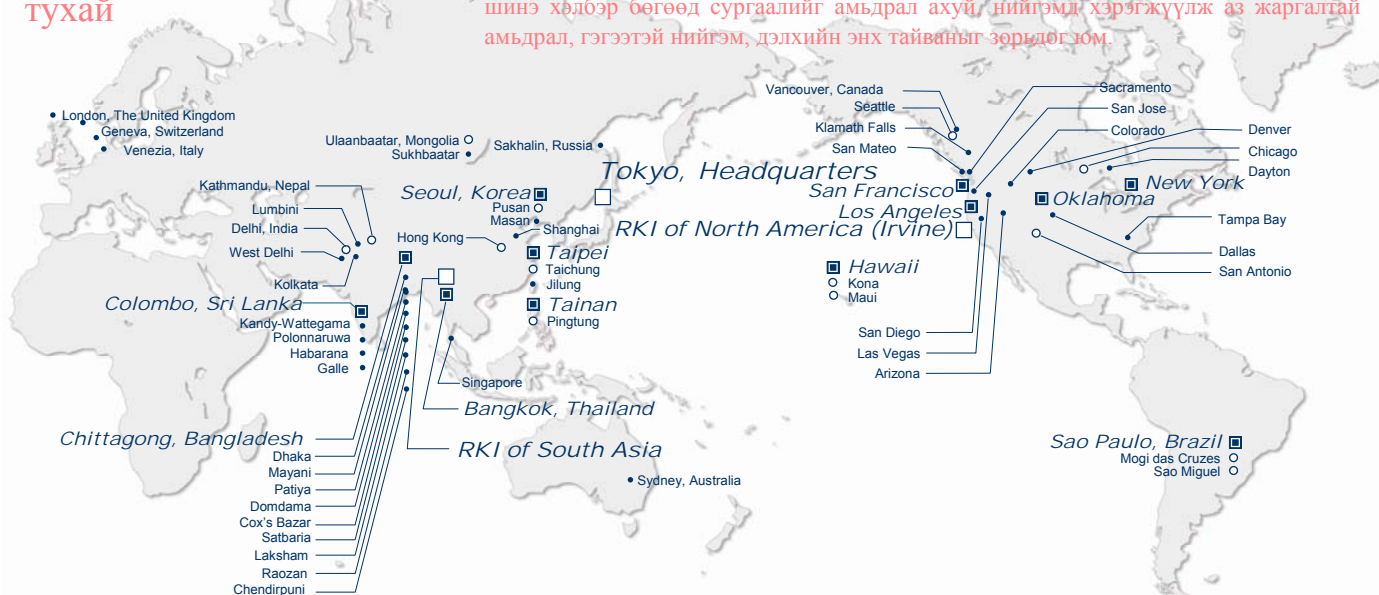 тухай
шинэ хэлбэр бөгөөд сургаалийг амьдрал ахуй, нийгэмд хэрэгжүүлж аз жаргалтай
амьдрал, гэгээтэй нийгэм, дэлхийн энх тайваныг зорьдог юм.
London, The United Kingdom
Geneva, Switzerland
Venezia, Italy
Ulaanbaatar, Mongolia
Sukhbaatar
Sakhalin, Russia
Tokyo, Headquarters
Seoul, Korea
Pusan
Masan
Shanghai
Hong Kong
Kathmandu, Nepal
Lumbini
Delhi, India
West Delhi
Kolkata
Colombo, Sri Lanka
Kandy-Wattegama
Polonnaruwa
Habarana
Galle
Taipei
Taichung
Jilung
Tainan
Pingtung
Singapore
Bangkok, Thailand
RKI of South Asia
Chittagong, Bangladesh
Dhaka
Mayani
Patiya
Domdama
Cox's Bazar
Satbaria
Laksham
Raozan
Chendirpuni
Sydney, Australia
Vancouver, Canada
Seattle
Klamath Falls
San Mateo
San Francisco
Los Angeles
RKI of North America (Irvine)
Hawaii
Kona
Maui
San Diego
Las Vegas
Arizona
Sacramento
San Jose
Colorado
Denver
Chicago
Dayton
New York
Oklahoma
Tampa Bay
Dallas
San Antonio
Sao Paulo, Brazil
Mogi das Cruzes
Sao Miguel